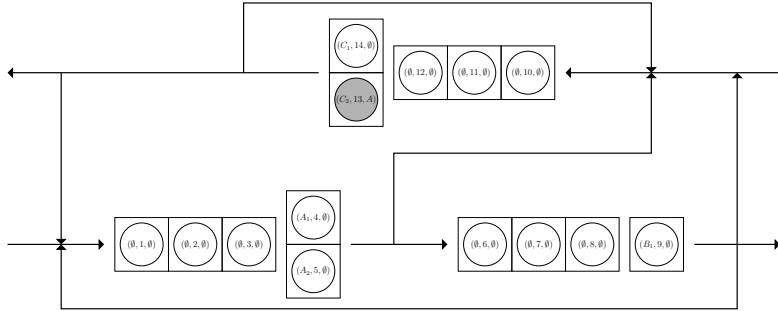 (C₁, 14, ∅)
(∅, 12, ∅) (∅, 11, ∅) (∅, 10, ∅)
(C₂, 13, A)
(A₁, 4, ∅)
(∅, 1, ∅) (∅, 2, ∅) (∅, 3, ∅) (∅, 6, ∅) (∅, 7, ∅) (∅, 8, ∅) (B₁, 9, ∅)
(A₂, 5, ∅)